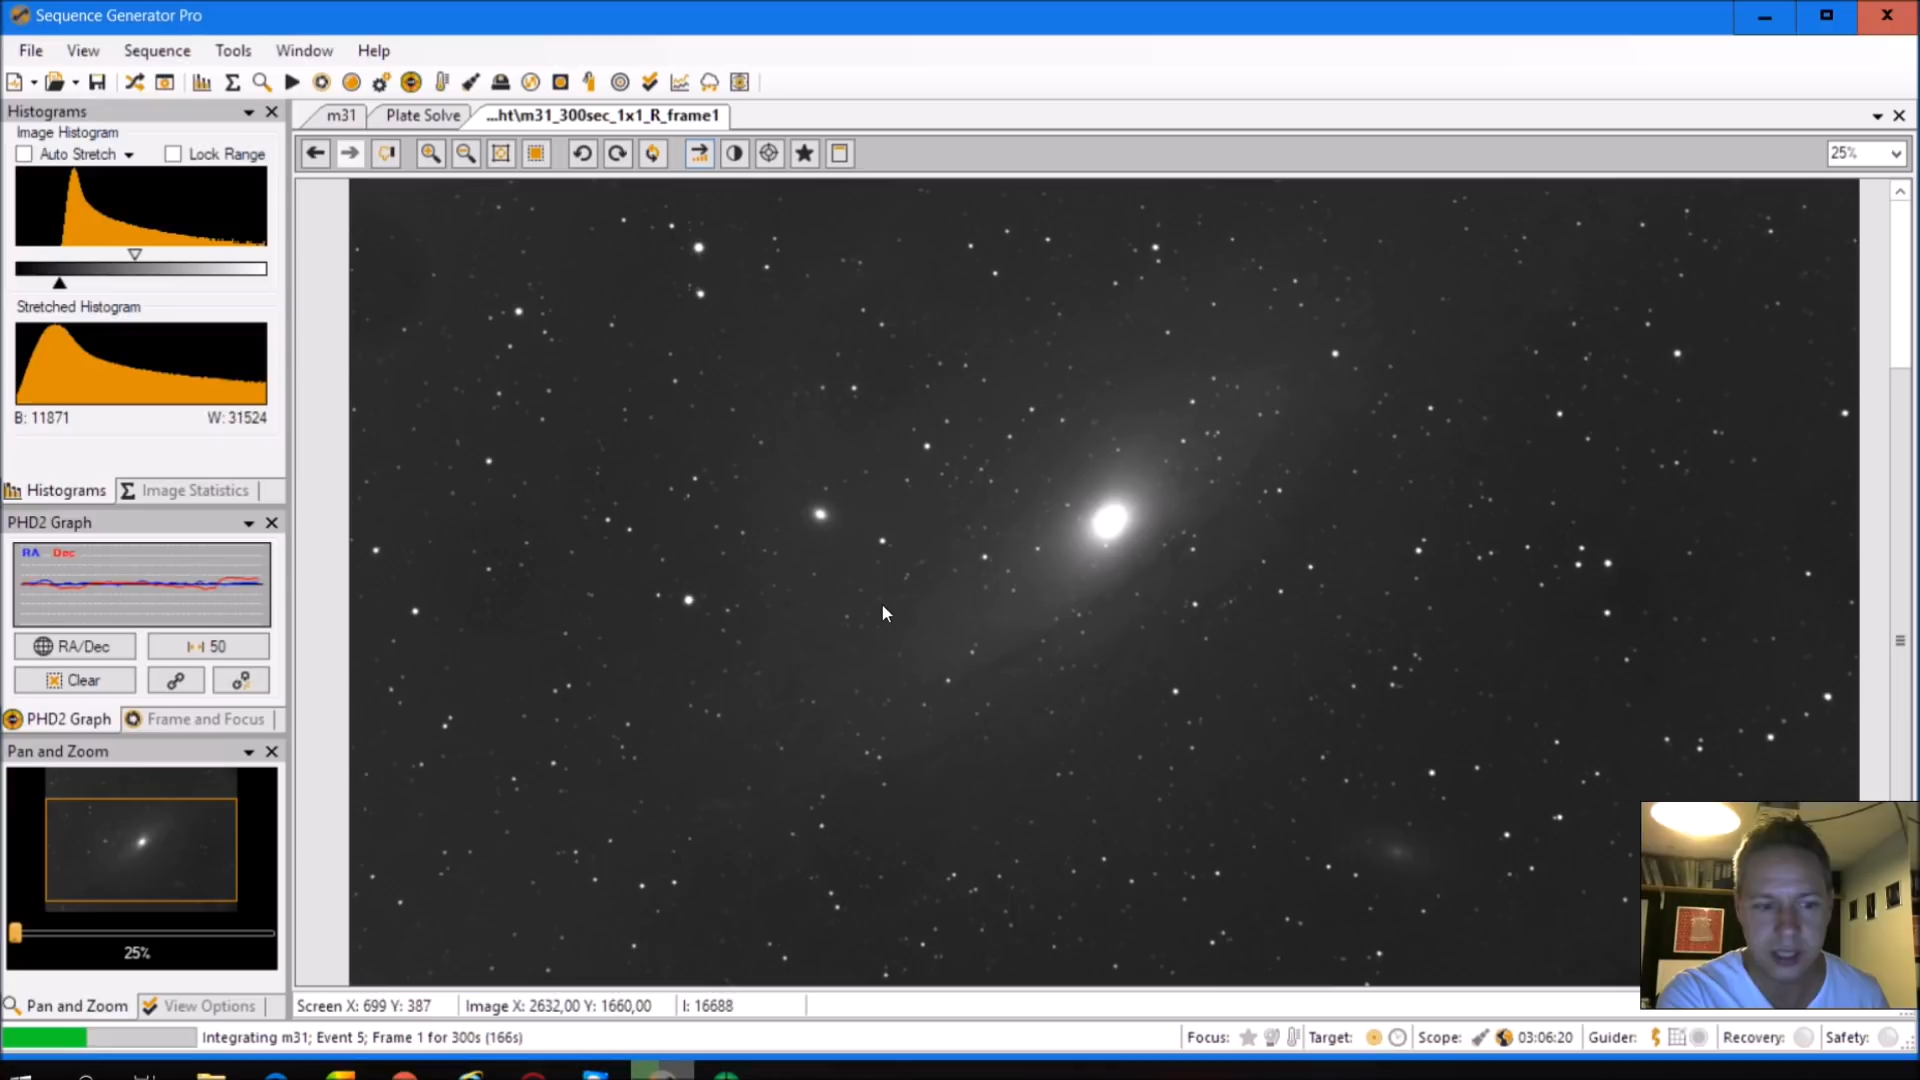 Sequence Generator Pro
File View Sequence Tools Window Help
Histograms
Image Histogram
Auto Stretch Lock Range
Stretched Histogram
B: 11871 W: 31524
Histograms Image Statistics
PHD2 Graph
RA Dec
RA/Dec 50
Clear
PHD2 Graph Frame and Focus
Pan and Zoom
25%
Pan and Zoom View Options
m31 Plate Solve ...ht\m31_300sec_1x1_R_frame1
25%
Screen X: 699 Y: 387 Image X: 2632,00 Y: 1660,00 I: 16688
Integrating m31; Event 5; Frame 1 for 300s (166s) Focus: Target: Scope: 03:06:20 Guider: Recovery: Safety: